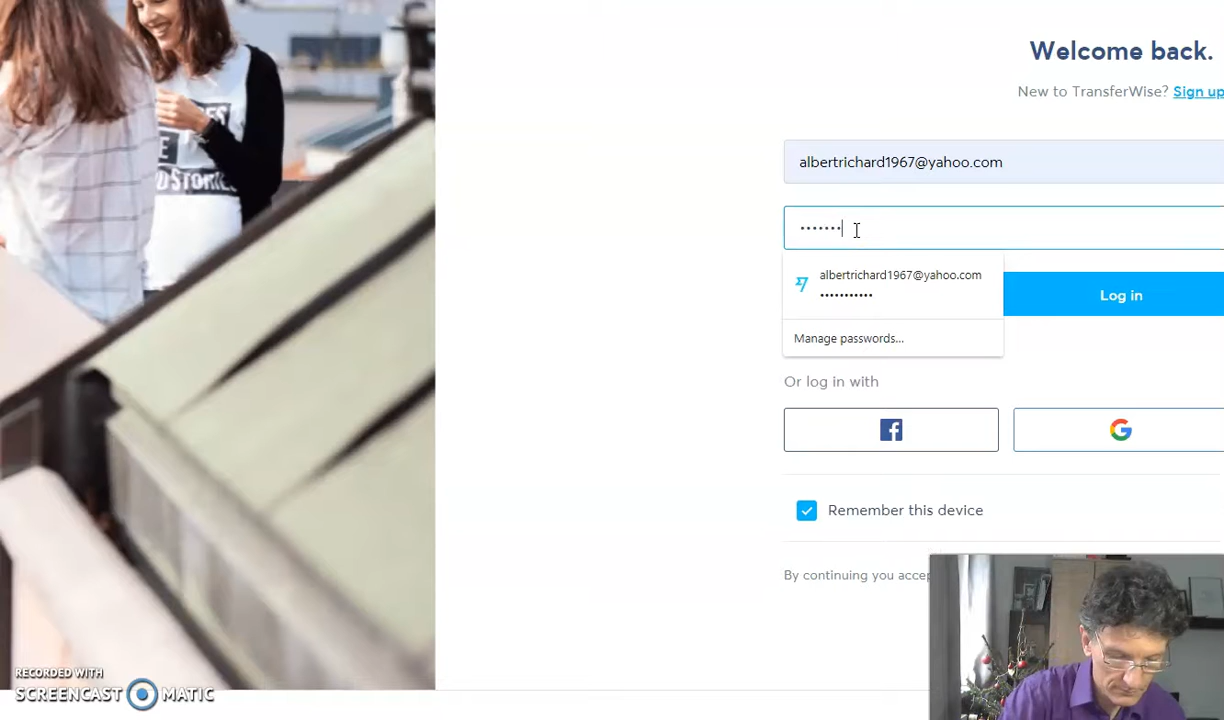 Welcome back.
New to TransferWise? Sign up
albertrichard1967@yahoo.com
•••••••
albertrichard1967@yahoo.com
•••••••••••
Log in
Manage passwords...
Or log in with
Remember this device
By continuing you accep
RECORDED WITH
SCREENCAST MATIC